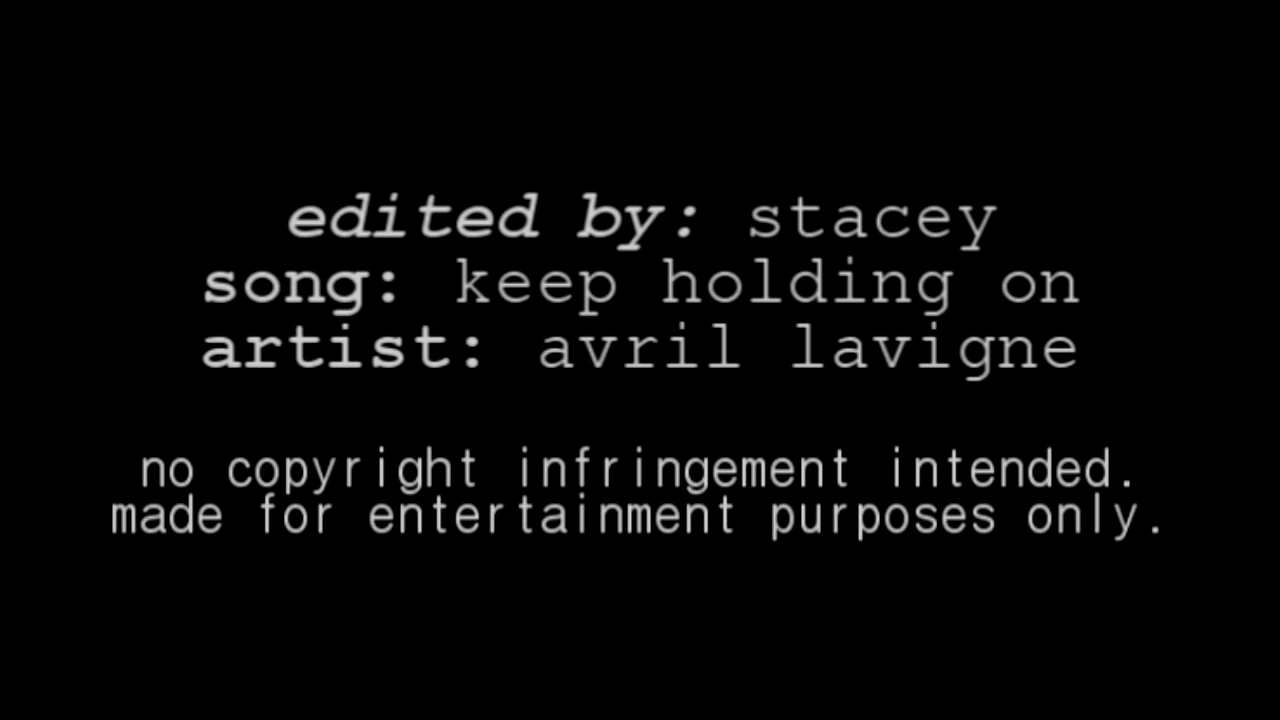 edited by: stacey
song: keep holding on
artist: avril lavigne
no copyright infringement intended.
made for entertainment purposes only.